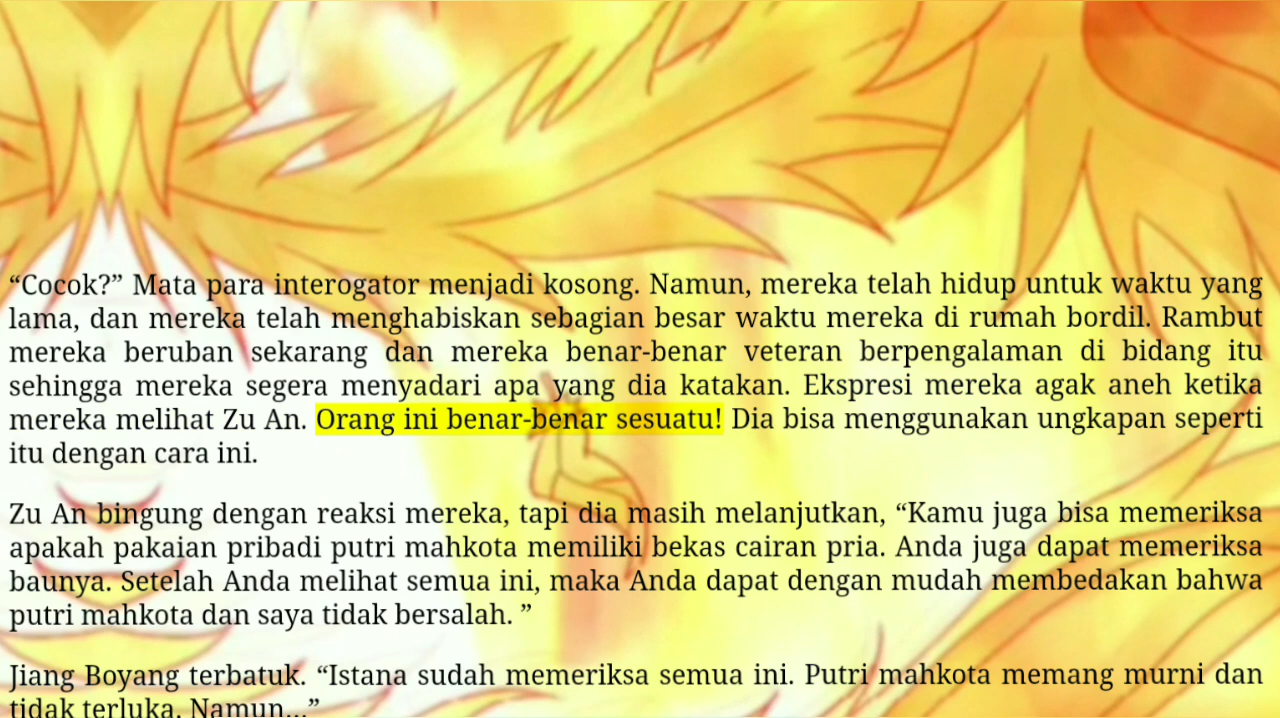 “Cocok?” Mata para interogator menjadi kosong. Namun, mereka telah hidup untuk waktu yang
lama, dan mereka telah menghabiskan sebagian besar waktu mereka di rumah bordil. Rambut
mereka beruban sekarang dan mereka benar-benar veteran berpengalaman di bidang itu
sehingga mereka segera menyadari apa yang dia katakan. Ekspresi mereka agak aneh ketika
mereka melihat Zu An. Orang ini benar-benar sesuatu! Dia bisa menggunakan ungkapan seperti
itu dengan cara ini.
Zu An bingung dengan reaksi mereka, tapi dia masih melanjutkan, “Kamu juga bisa memeriksa
apakah pakaian pribadi putri mahkota memiliki bekas cairan pria. Anda juga dapat memeriksa
baunya. Setelah Anda melihat semua ini, maka Anda dapat dengan mudah membedakan bahwa
putri mahkota dan saya tidak bersalah. ”
Jiang Boyang terbatuk. “Istana sudah memeriksa semua ini. Putri mahkota memang murni dan
tidak terluka. Namun...”